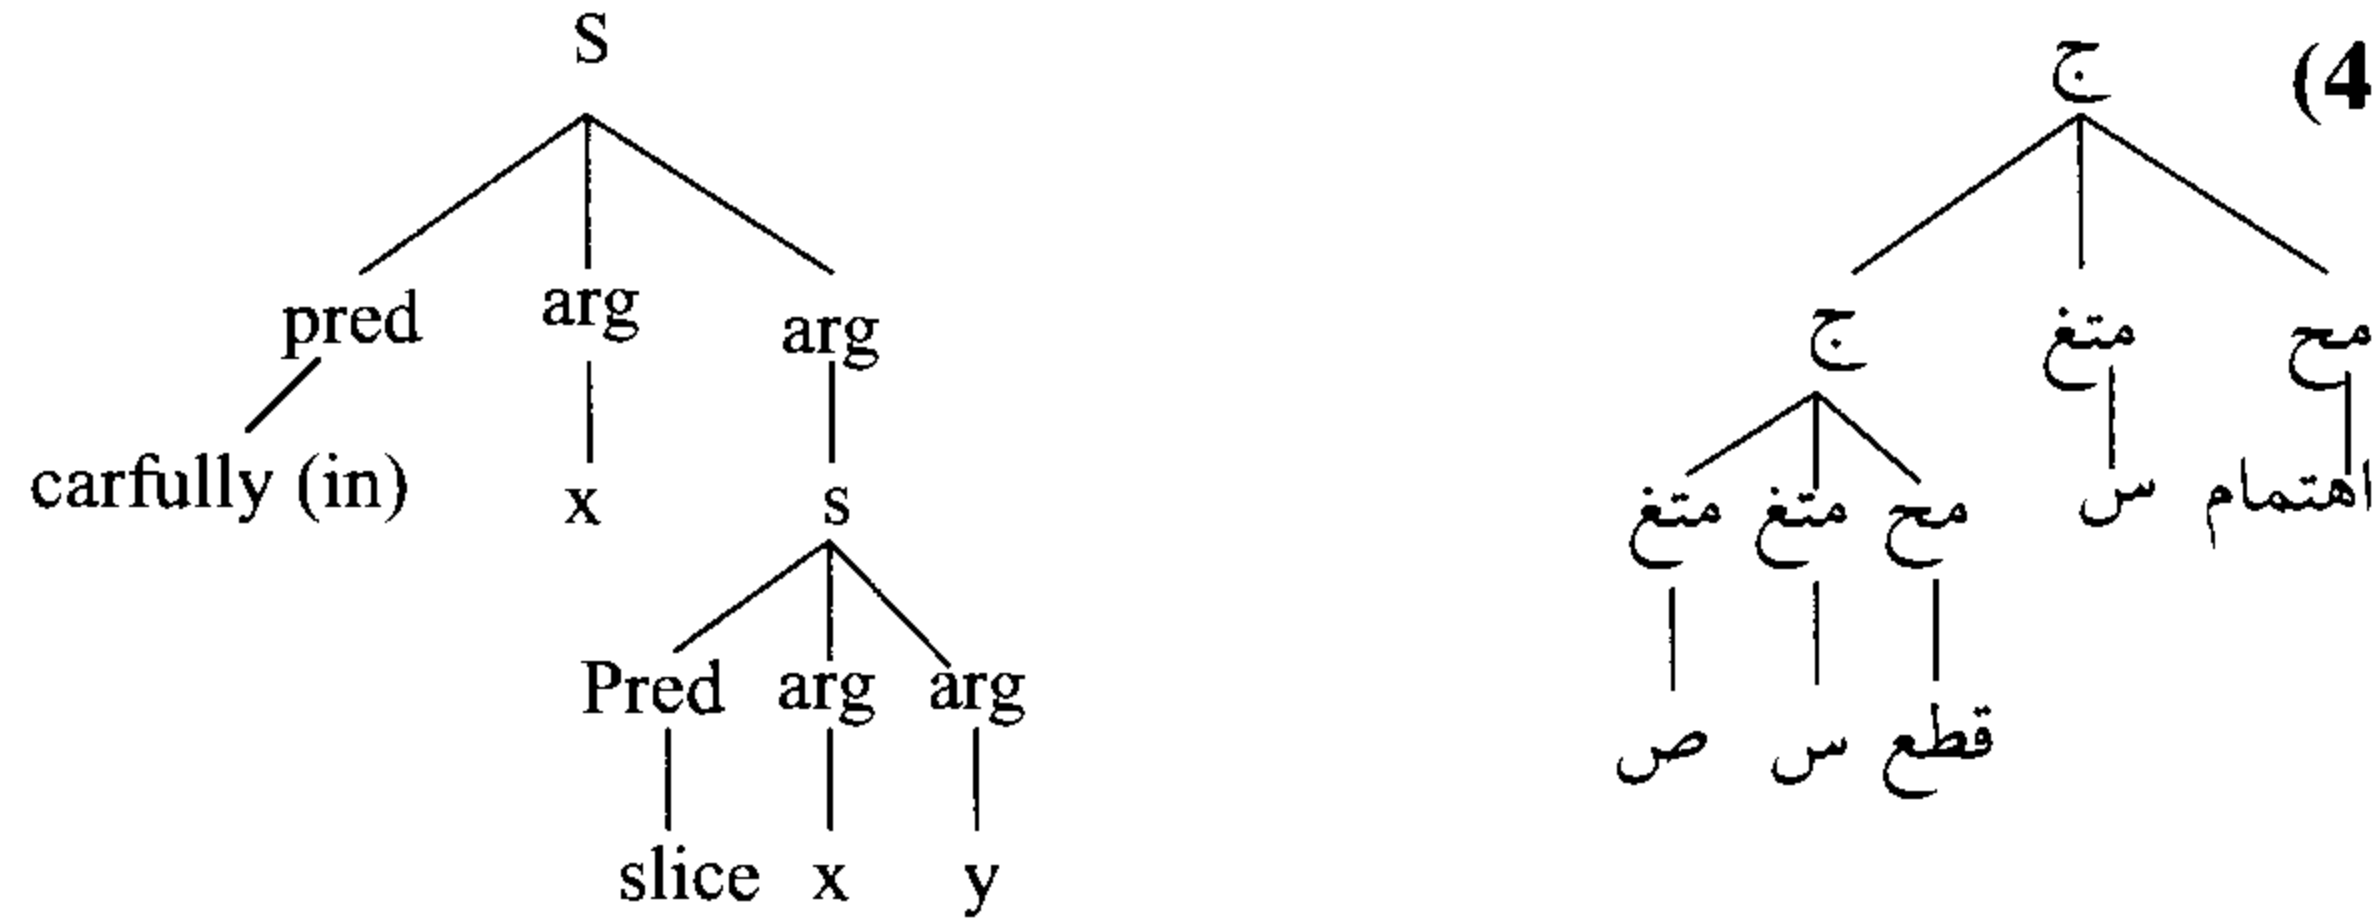 (4
S
pred arg arg
carfully (in) x s
Pred arg arg
slice x y
ج
مح متغ ج
اهتمام س مح متغ متغ
قطع س ص